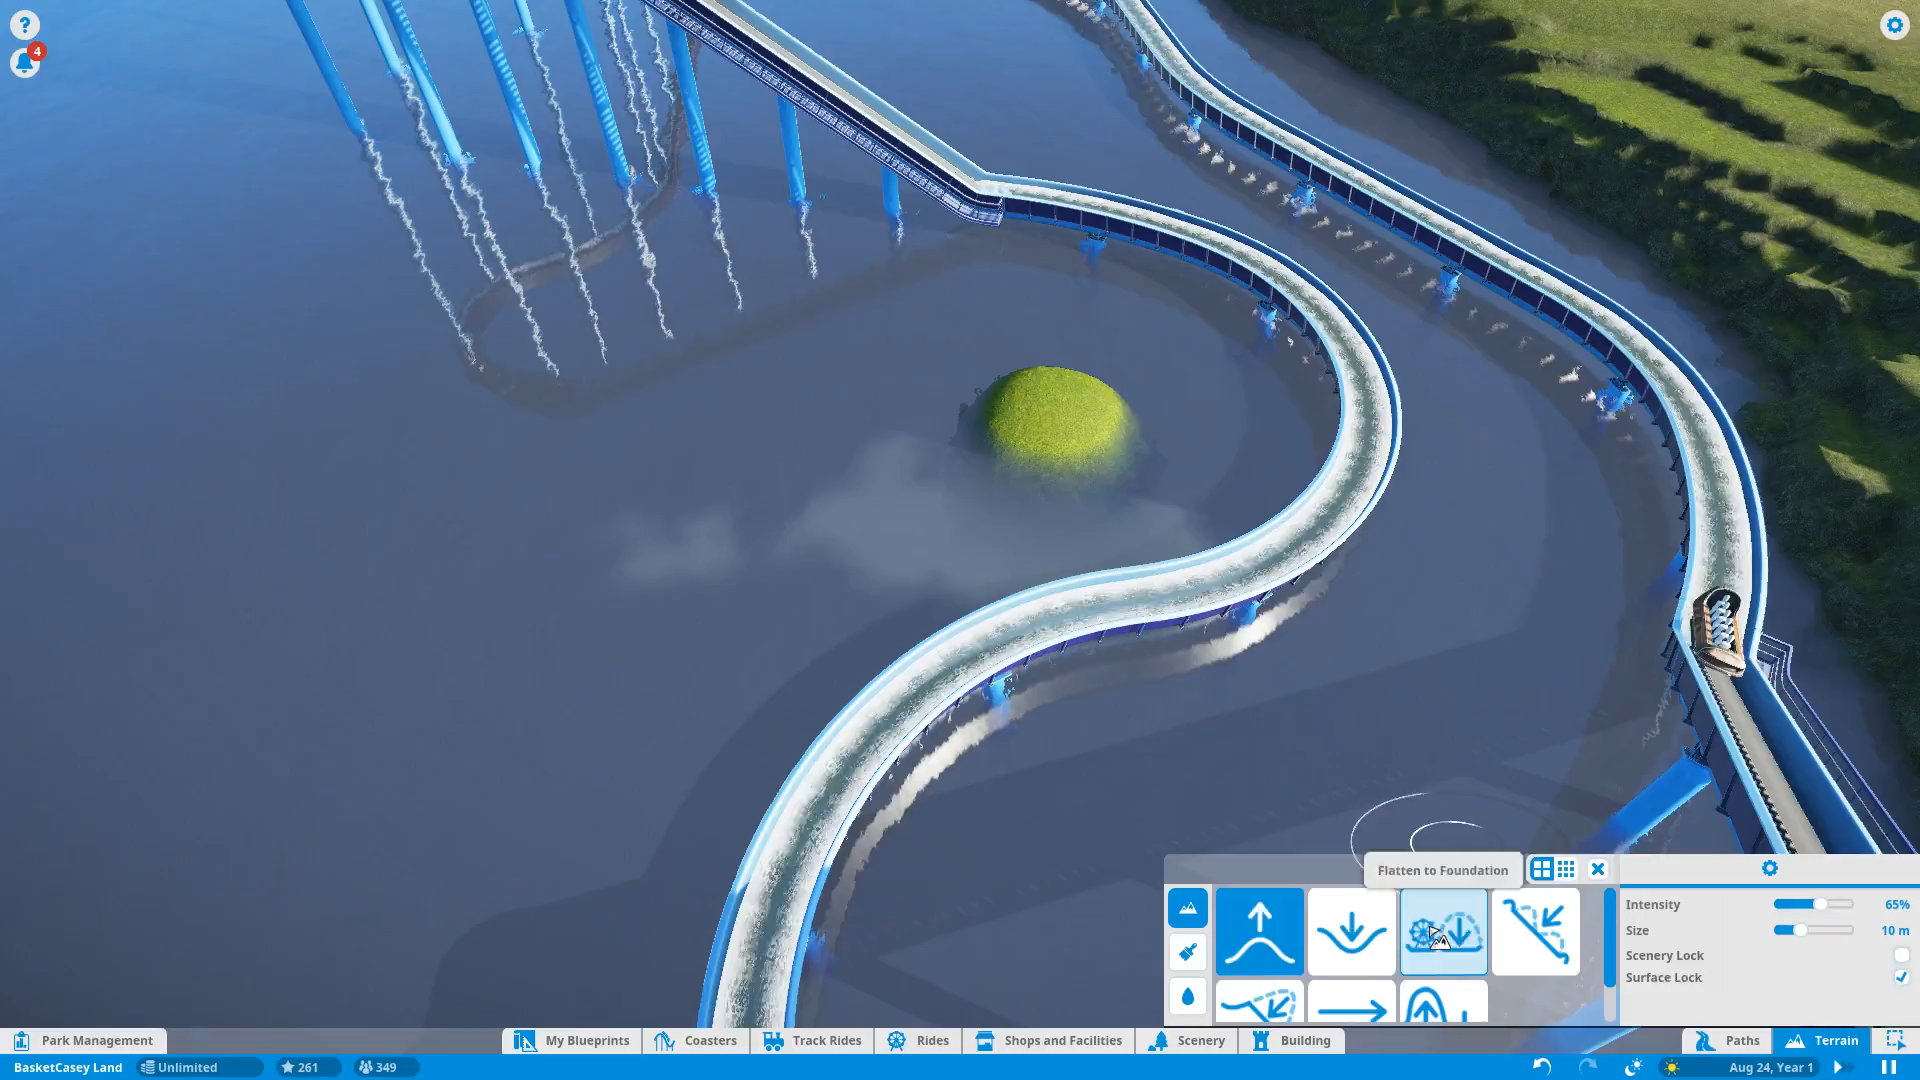 ?
4
Flatten to Foundation
Intensity 65%
Size 10 m
Scenery Lock
Surface Lock
Park Management
My Blueprints
Coasters
Track Rides
Rides
Shops and Facilities
Scenery
Building
Paths
Terrain
BasketCasey Land
Unlimited
261
349
Aug 24, Year 1